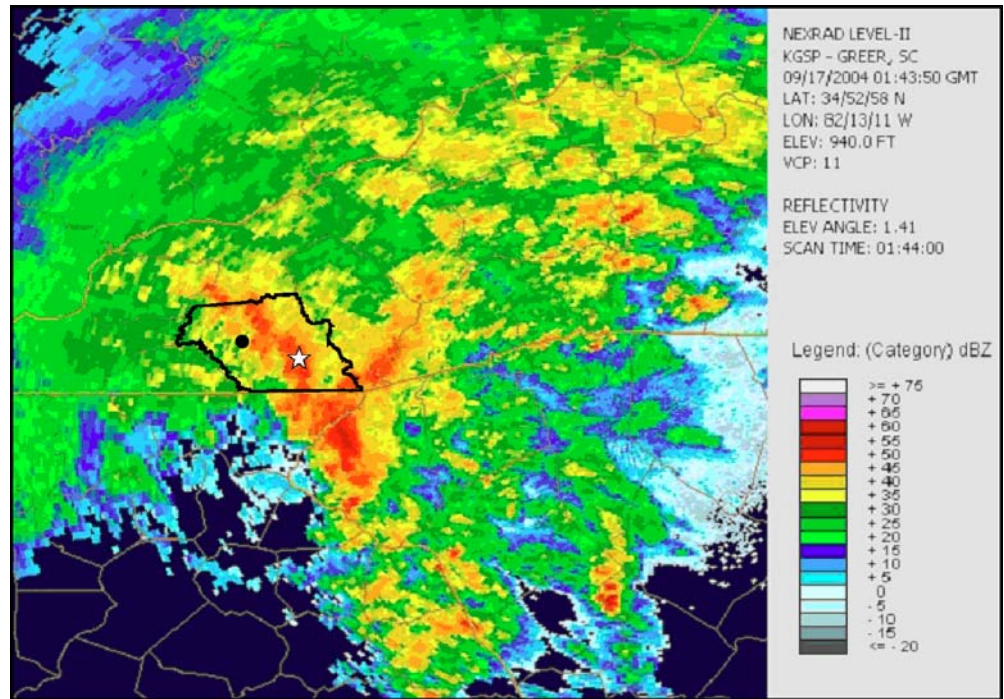 NEXRAD LEVEL-II
KGSP - GREER, SC
09/17/2004 01:43:50 GMT
LAT: 34/52/58 N
LON: 82/13/11 W
ELEV: 940.0 FT
VCP: 11
REFLECTIVITY
ELEV ANGLE: 1.41
SCAN TIME: 01:44:00
Legend: (Category) dBZ
>= + 75
+ 70
+ 65
+ 60
+ 55
+ 50
+ 45
+ 40
+ 35
+ 30
+ 25
+ 20
+ 15
+ 10
+ 5
0
- 5
- 10
- 15
<= - 20